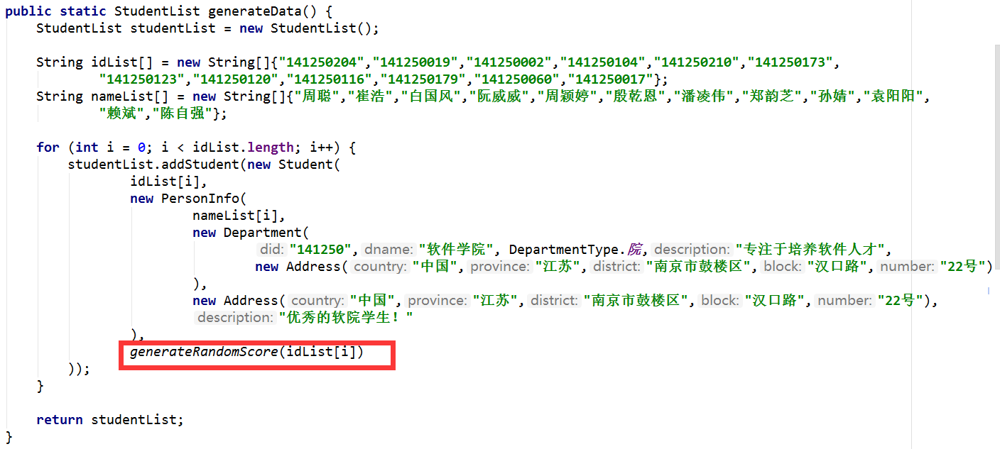 public static StudentList generateData() {
StudentList studentList = new StudentList();
String idList[] = new String[]{"141250204","141250019","141250002","141250104","141250210","141250173",
"141250123","141250120","141250116","141250179","141250060","141250017"};
String nameList[] = new String[]{"周聪","崔浩","白国风","阮威威","周颖婷","殷乾恩","潘凌伟","郑韵芝","孙婧","袁阳阳",
"赖斌","陈自强"};
for (int i = 0; i < idList.length; i++) {
studentList.addStudent(new Student(
idList[i],
new PersonInfo(
nameList[i],
new Department(
did: "141250", dname: "软件学院", DepartmentType.院, description: "专注于培养软件人才",
new Address( country: "中国", province: "江苏", district: "南京市鼓楼区", block: "汉口路", number: "22号")
),
new Address( country: "中国", province: "江苏", district: "南京市鼓楼区", block: "汉口路", number: "22号"),
description: "优秀的软院学生！"
),
generateRandomScore(idList[i])
));
}
return studentList;
}